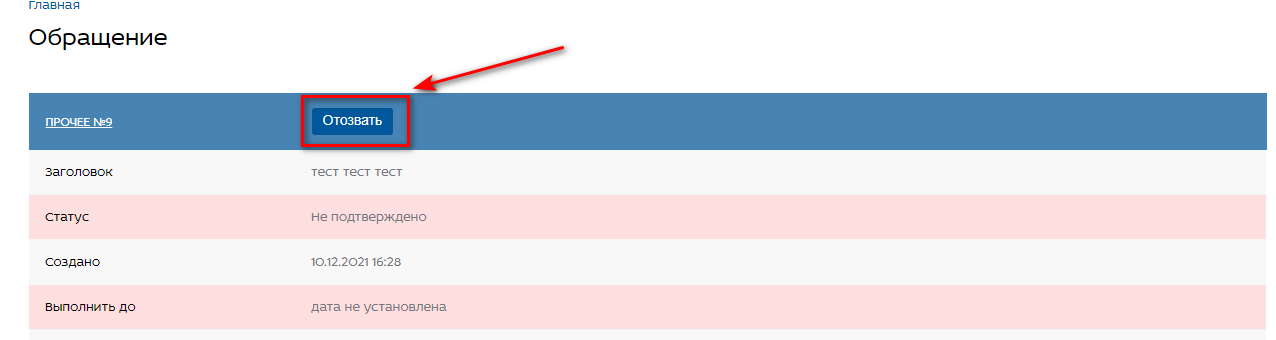 Главная
Обращение
ПРОЧЕЕ №9 Отозвать
Заголовок тест тест тест
Статус Не подтверждено
Создано 10.12.2021 16:28
Выполнить до дата не установлена